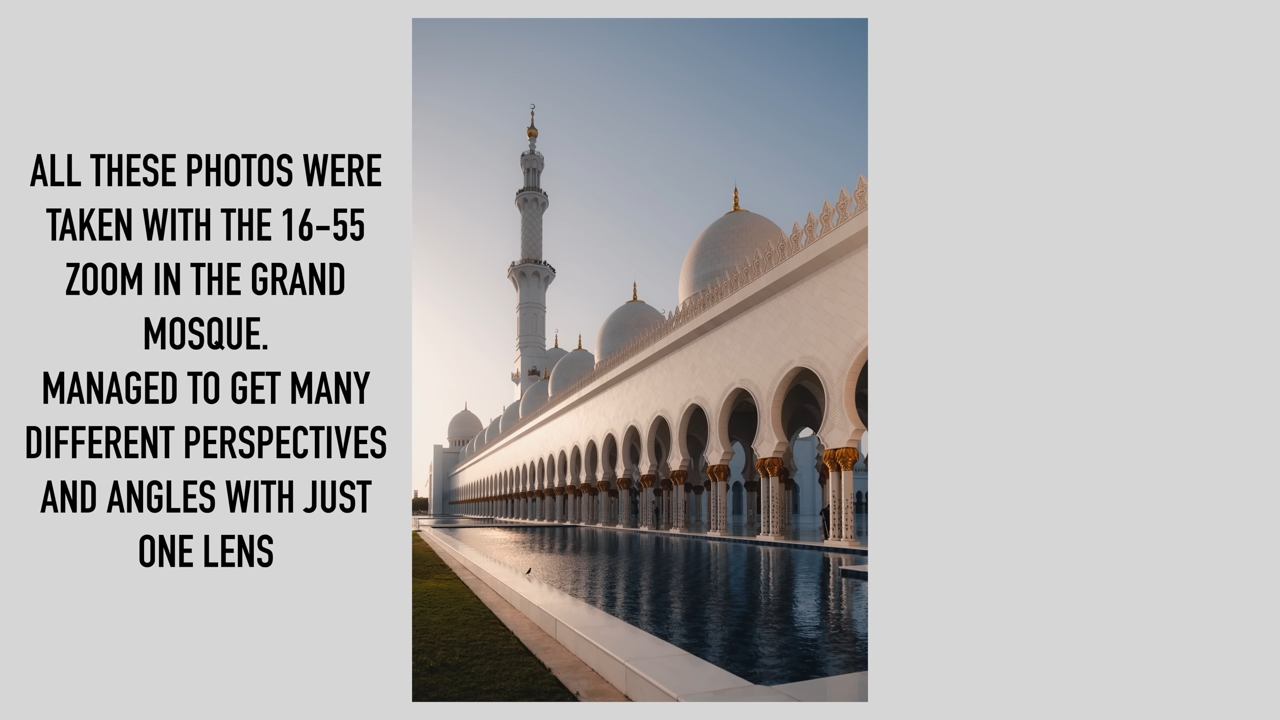 ALL THESE PHOTOS WERE
TAKEN WITH THE 16-55
ZOOM IN THE GRAND
MOSQUE.
MANAGED TO GET MANY
DIFFERENT PERSPECTIVES
AND ANGLES WITH JUST
ONE LENS